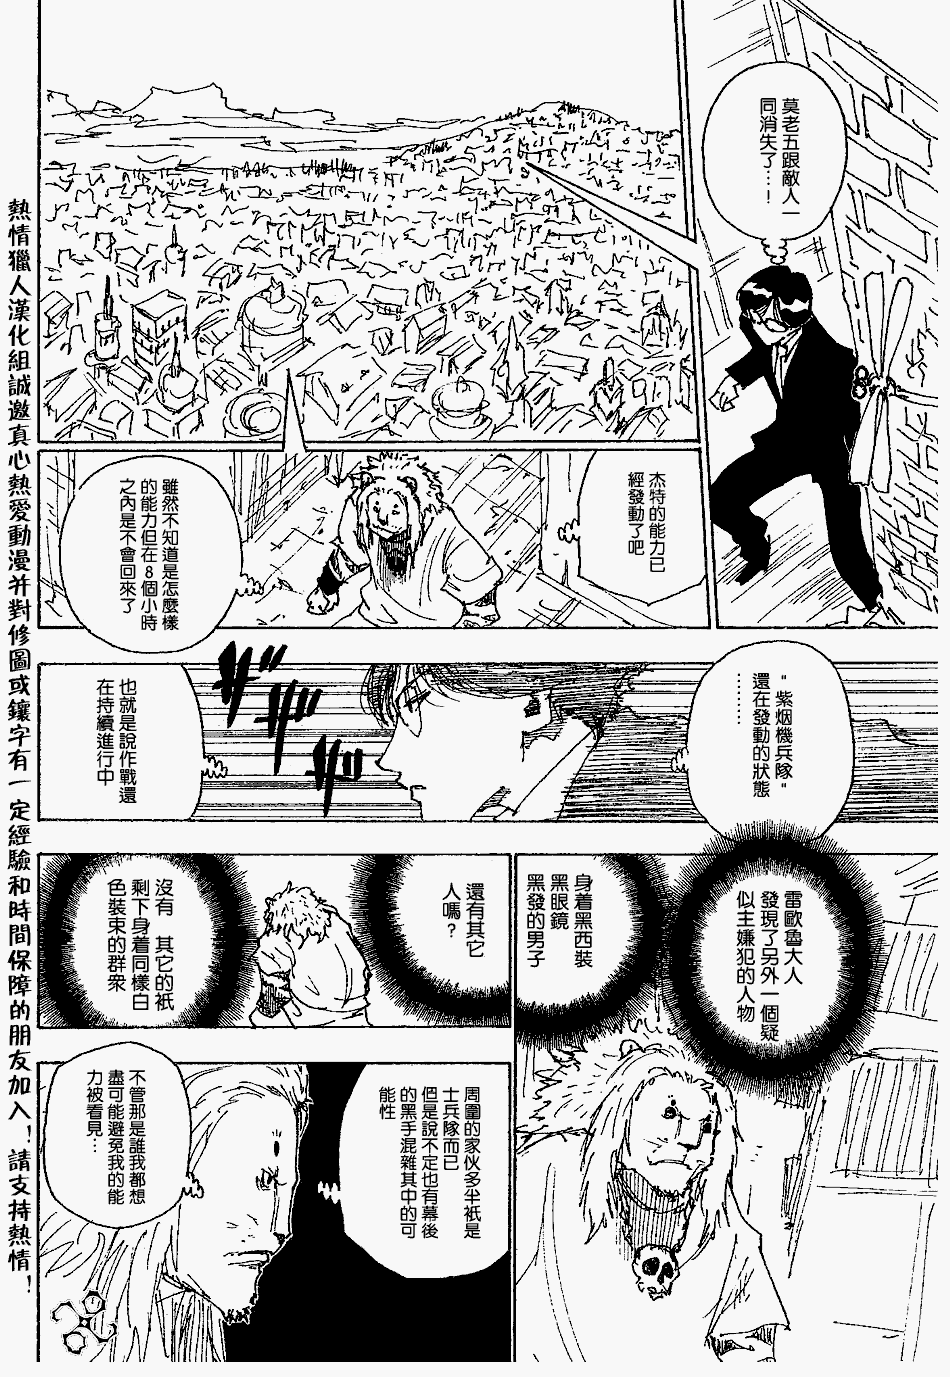 莫老五跟敵人一
同消失了…！
杰特的能力已
經發動了吧
雖然不知道是怎麼樣
的能力但在8個小時
之內是不會回來了
"紫烟機兵隊"
還在發動的狀態
………
也就是說作戰還
在持續進行中
雷歐魯大人
發現了另外一個疑
似主嫌犯的人物
身着黑西裝
黑眼鏡
黑發的男子
還有其它
人嗎？
沒有 其它的衹
剩下身着同樣白
色裝束的群衆
周圍的家伙多半衹是
士兵隊而已
但是說不定也有幕後
的黑手混雜其中的可
能性
不管那是誰我都想
盡可能避免我的能
力被看見…
熱情獵人漢化組誠邀真心熱愛動漫并對修圖或鑲字有一定經驗和時間保障的朋友加入！請支持熱情！